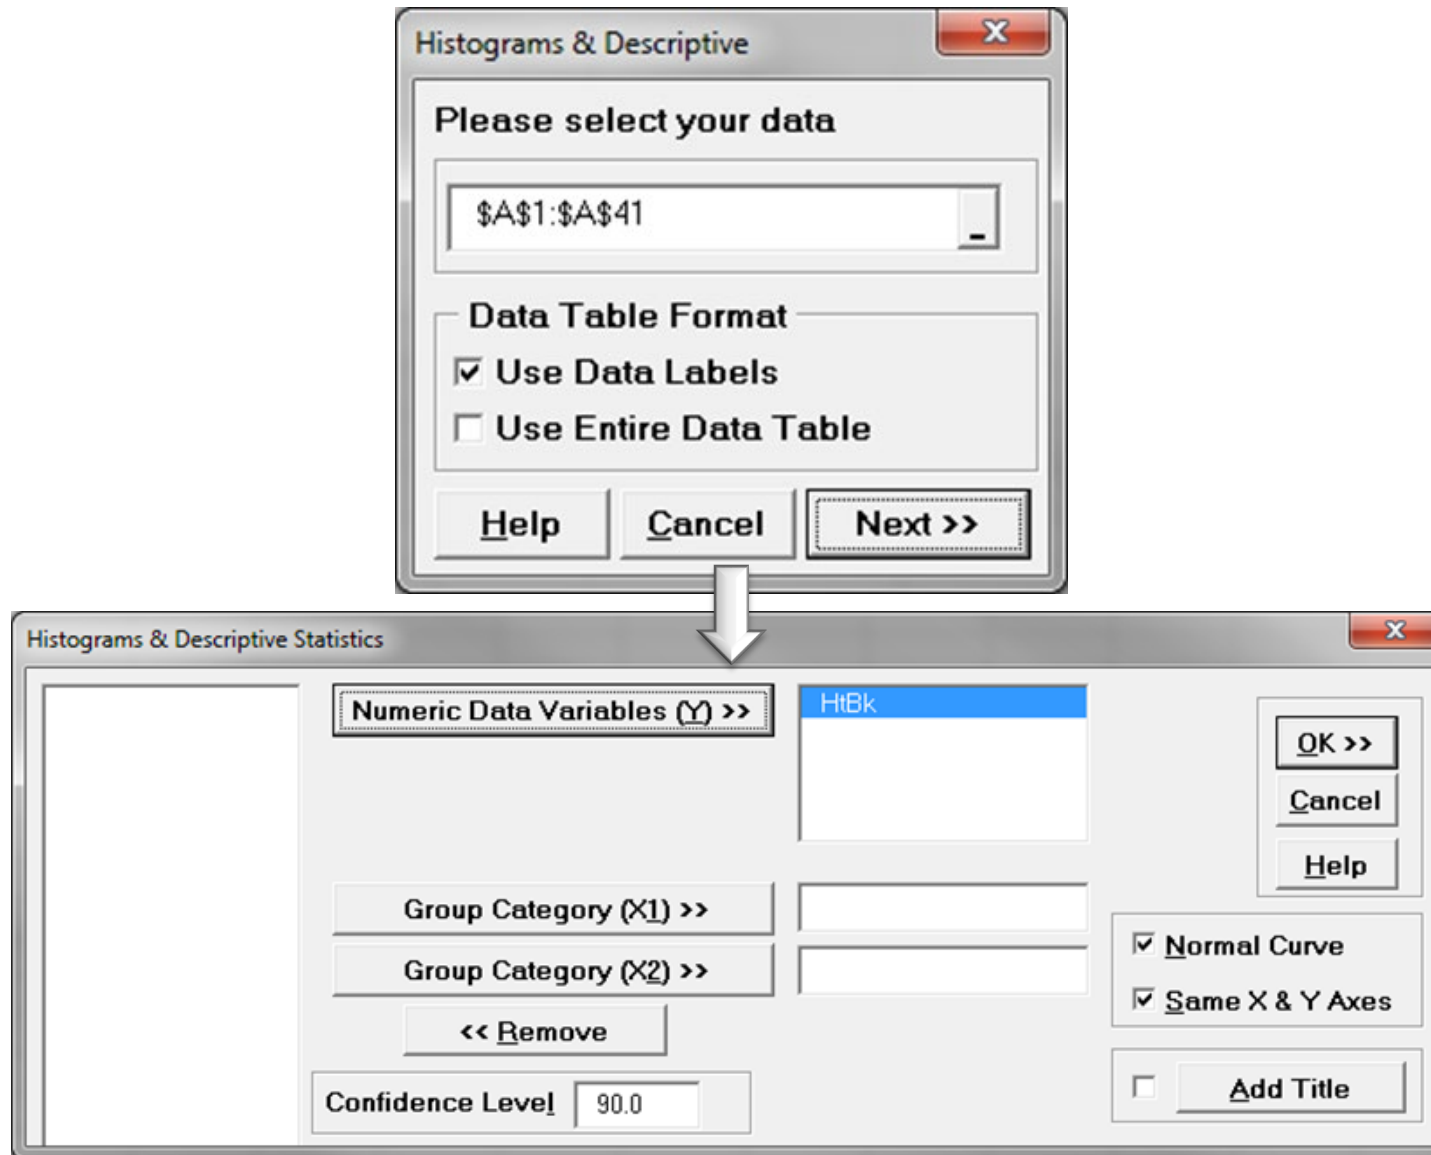 Histograms & Descriptive
x
Please select your data
$A$1:$A$41
Data Table Format
Use Data Labels
Use Entire Data Table
Help Cancel Next >>
Histograms & Descriptive Statistics
x
Numeric Data Variables (Y) >> HtBk
OK >>
Cancel
Help
Group Category (X1) >>
Group Category (X2) >>
Normal Curve
Same X & Y Axes
<< Remove
Confidence Level 90.0
Add Title